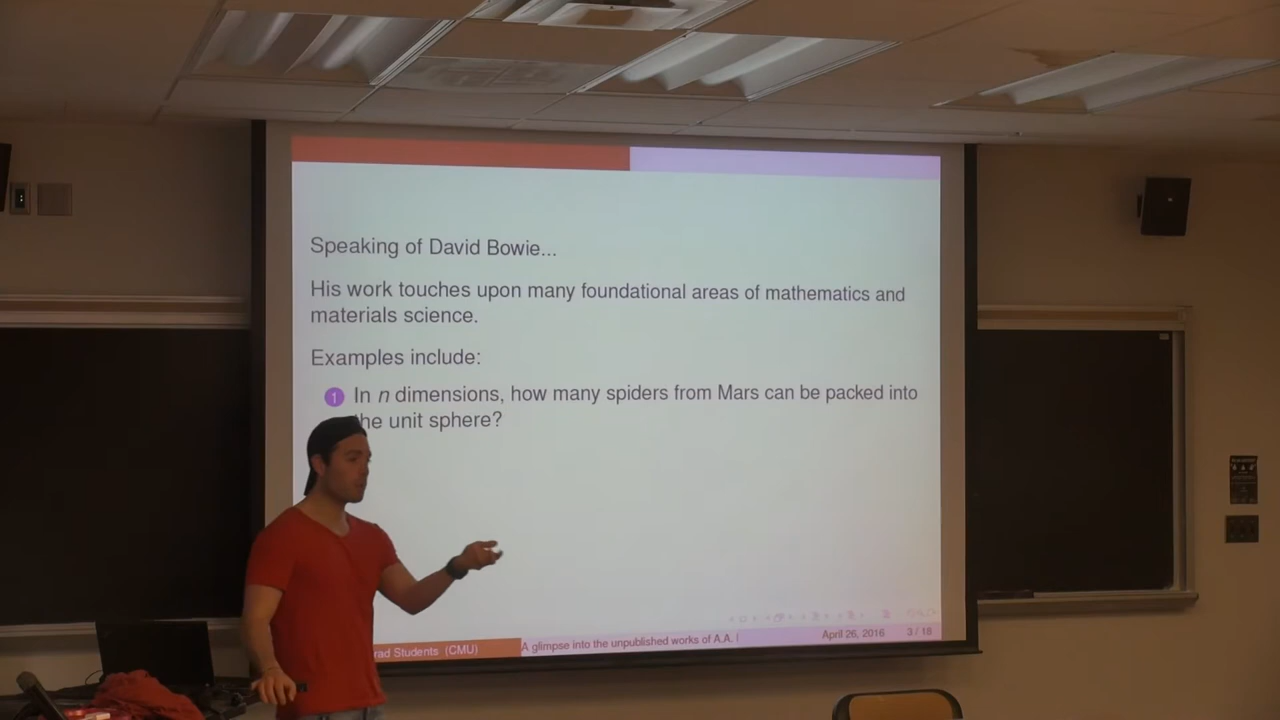 Speaking of David Bowie...
His work touches upon many foundational areas of mathematics and
materials science.
Examples include:
1 In n dimensions, how many spiders from Mars can be packed into
the unit sphere?
rad Students (CMU)
A glimpse into the unpublished works of A.A.
April 26, 2016
3 / 18